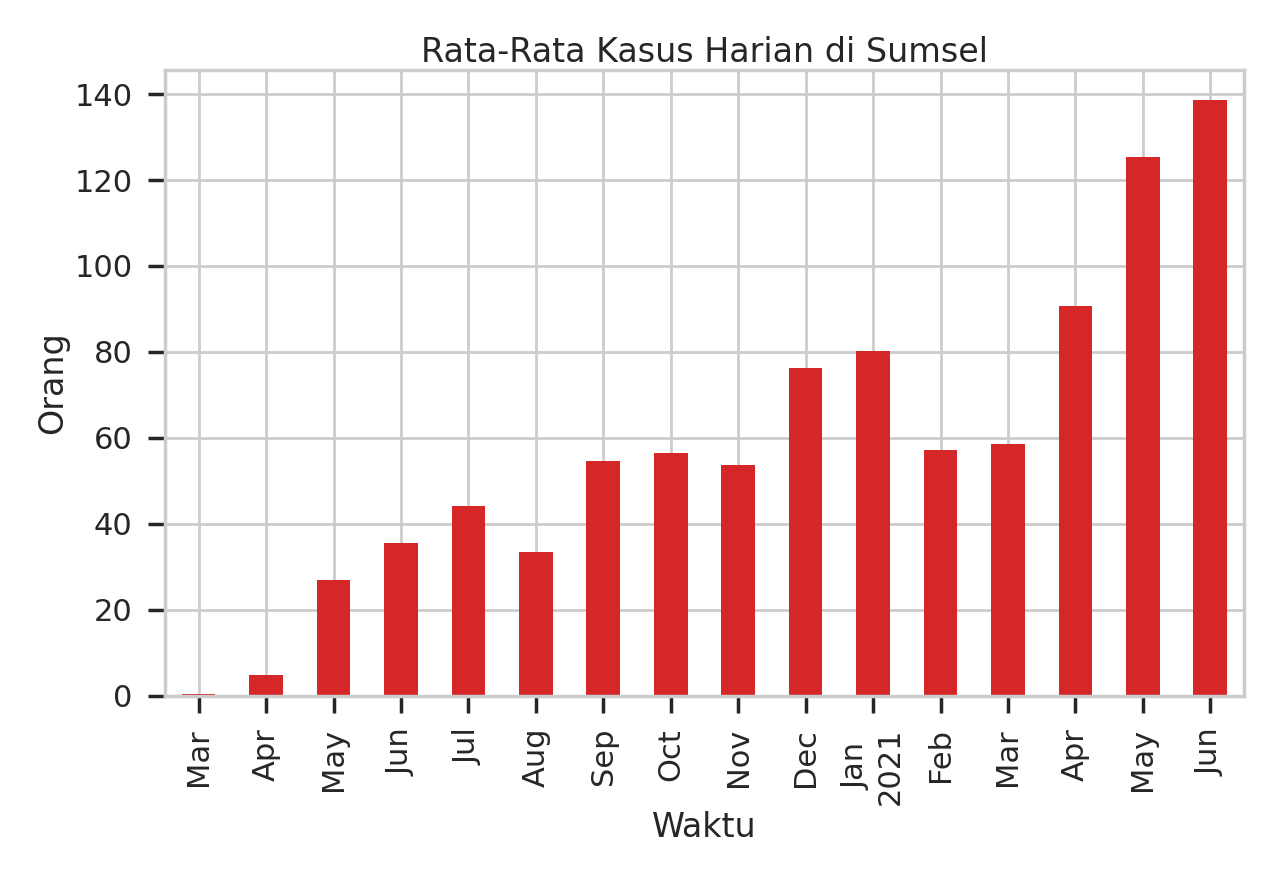 Rata-Rata Kasus Harian di Sumsel
140
120
100
80
60
40
20
0
Orang
Mar
Apr
May
Jun
Jul
Aug
Sep
Oct
Nov
Dec
Jan
2021
Feb
Mar
Apr
May
Jun
Waktu